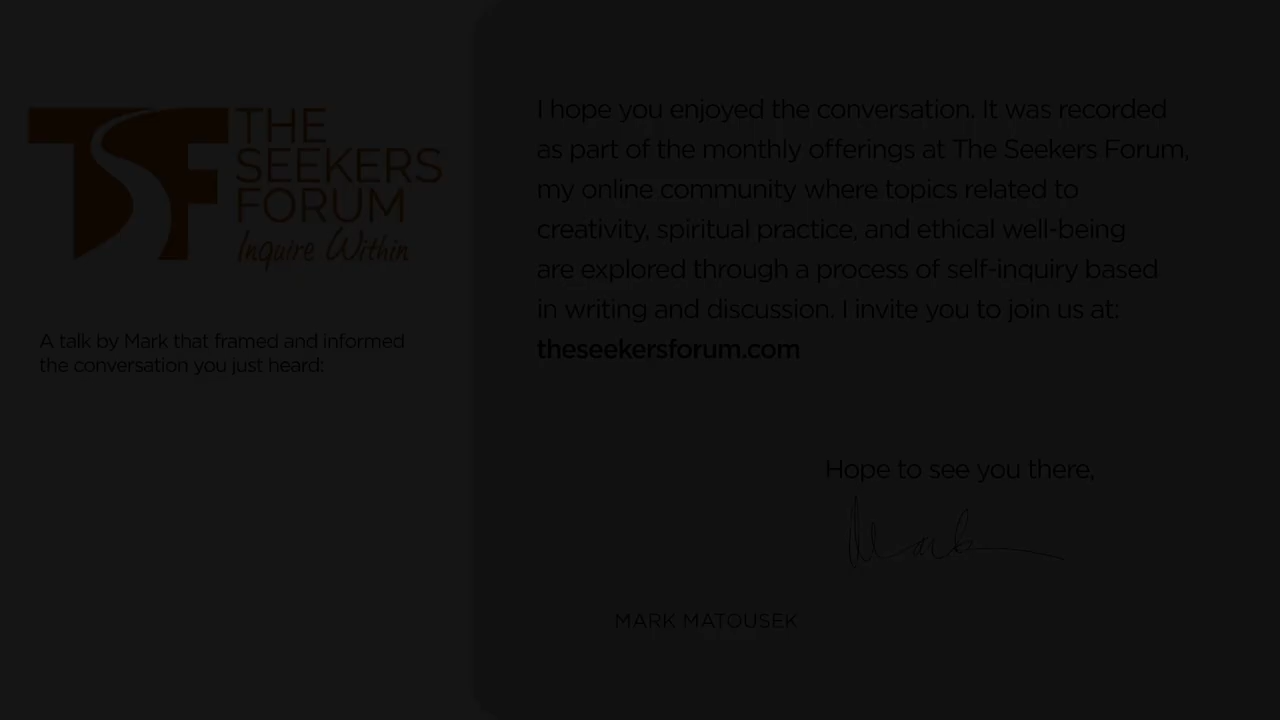 THE
SEEKERS
FORUM
Inquire Within
A talk by Mark that framed and informed
the conversation you just heard:
I hope you enjoyed the conversation. It was recorded
as part of the monthly offerings at The Seekers Forum,
my online community where topics related to
creativity, spiritual practice, and ethical well-being
are explored through a process of self-inquiry based
in writing and discussion. I invite you to join us at:
theseekersforum.com
Hope to see you there,
Mark
MARK MATOUSEK